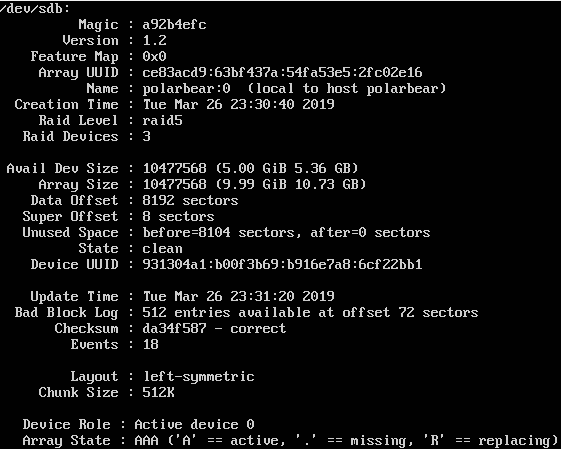 /dev/sdb:
Magic : a92b4efc
Version : 1.2
Feature Map : 0x0
Array UUID : ce83acd9:63bf437a:54fa53e5:2fc02e16
Name : polarbear:0  (local to host polarbear)
Creation Time : Tue Mar 26 23:30:40 2019
Raid Level : raid5
Raid Devices : 3
Avail Dev Size : 10477568 (5.00 GiB 5.36 GB)
Array Size : 10477568 (9.99 GiB 10.73 GB)
Data Offset : 8192 sectors
Super Offset : 8 sectors
Unused Space : before=8104 sectors, after=0 sectors
State : clean
Device UUID : 931304a1:b00f3b69:b916e7a8:6cf22bb1
Update Time : Tue Mar 26 23:31:20 2019
Bad Block Log : 512 entries available at offset 72 sectors
Checksum : da34f587 - correct
Events : 18
Layout : left-symmetric
Chunk Size : 512K
Device Role : Active device 0
Array State : AAA ('A' == active, '.' == missing, 'R' == replacing)